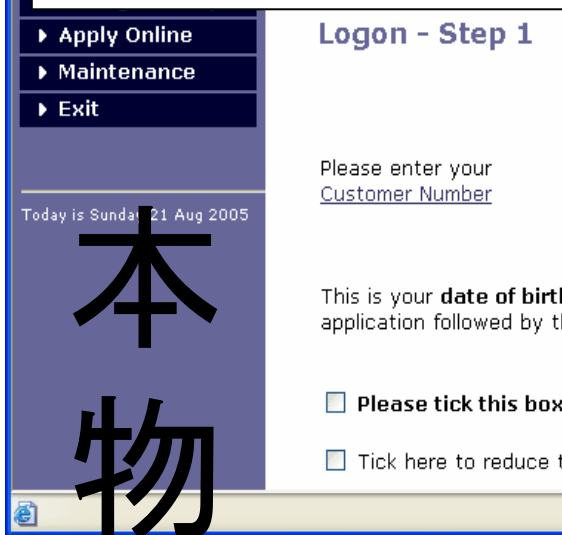 Apply Online
Maintenance
Exit
Today is Sunday 21 Aug 2005
本
物
Logon - Step 1
Please enter your
Customer Number
This is your date of birth
application followed by
Please tick this box
Tick here to reduce